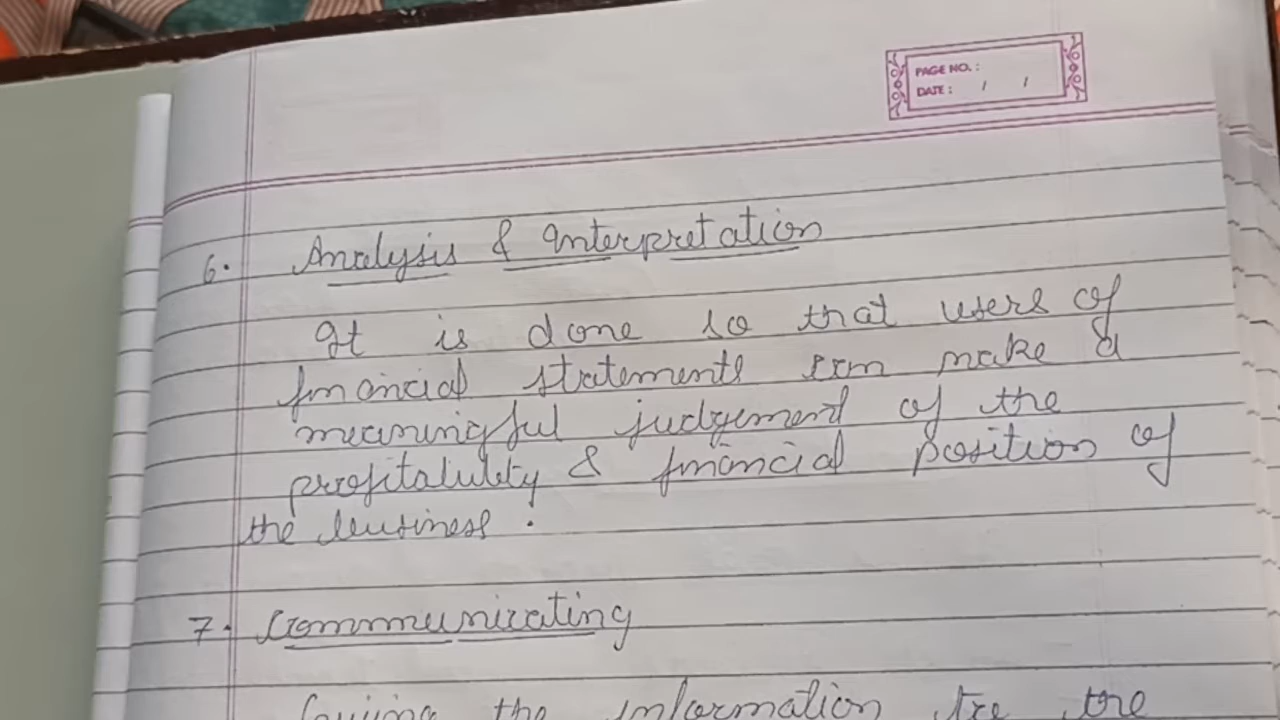 PAGE NO. :
DATE : / /
6. Analysis & Interpretation
It is done so that users of
financial statements can make a
meaningful judgement of the
profitability & financial position of
the business.
7. Communicating
the information to the